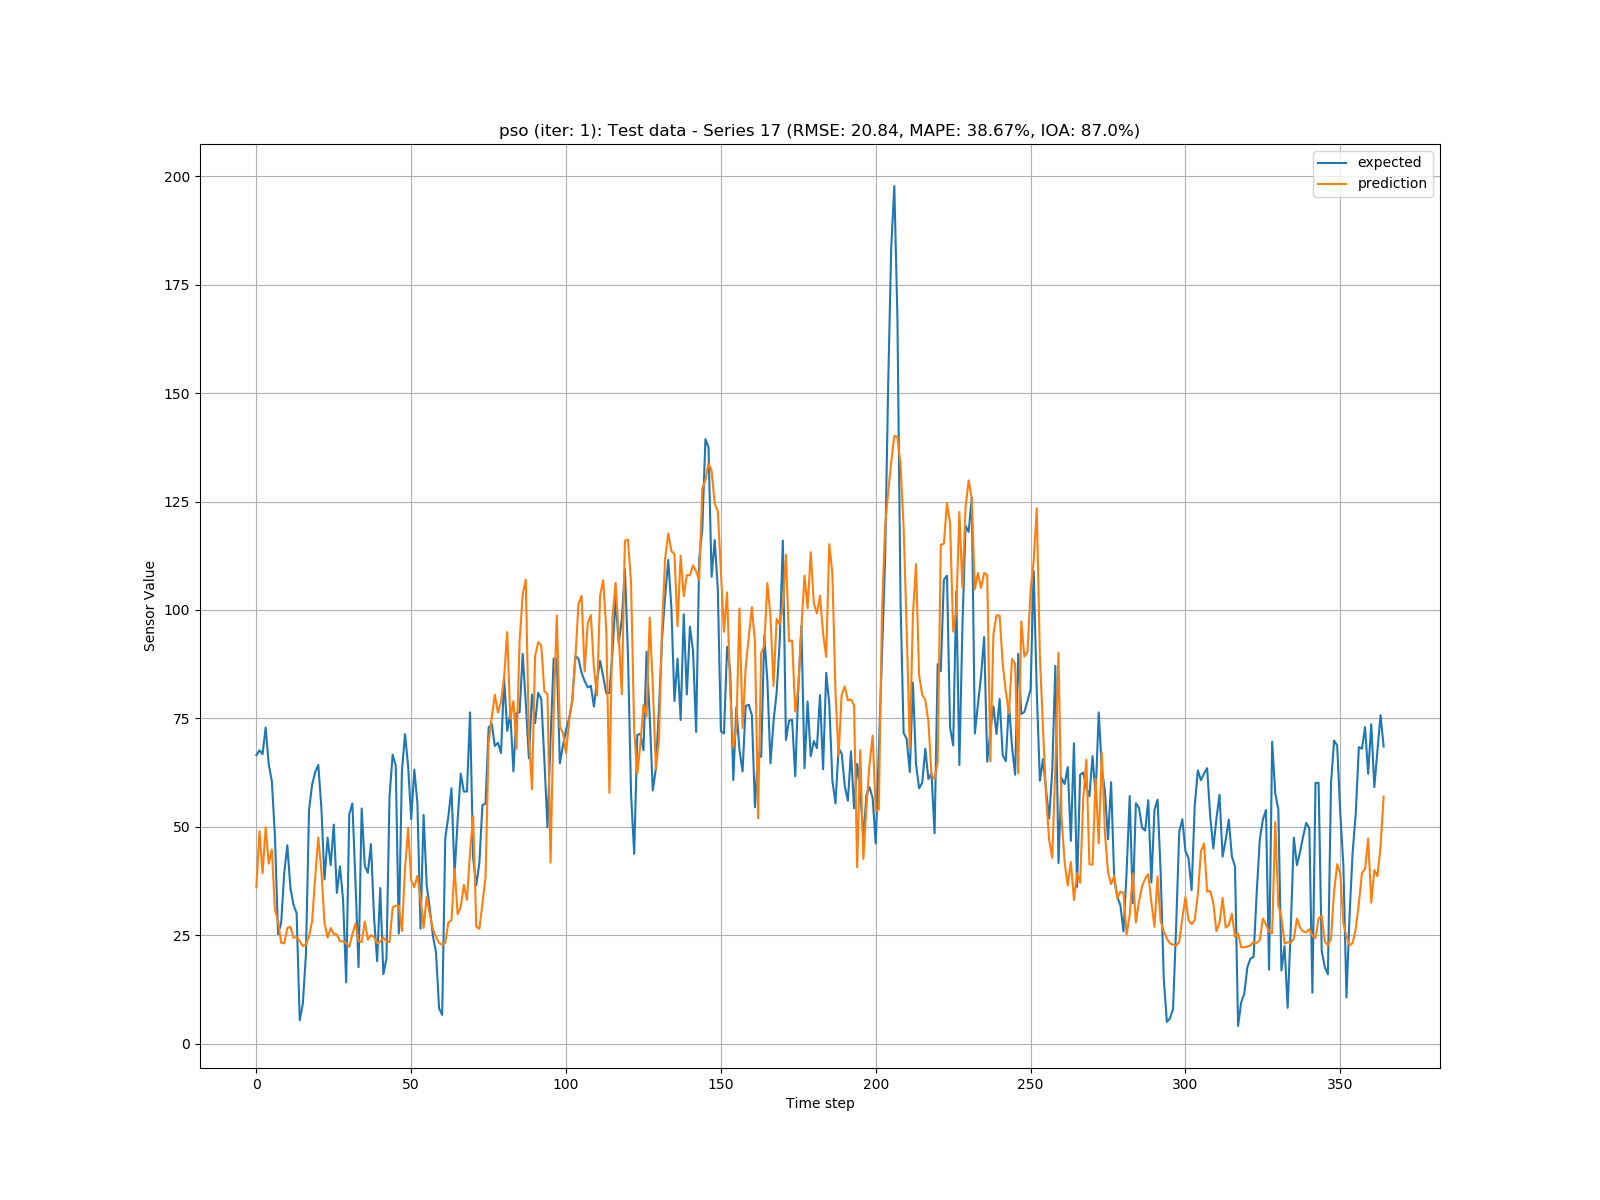 pso (iter: 1): Test data - Series 17 (RMSE: 20.84, MAPE: 38.67%, IOA: 87.0%)
expected
prediction
200
175
150
125
100
75
50
25
0
Sensor Value
0 50 100 150 200 250 300 350
Time step